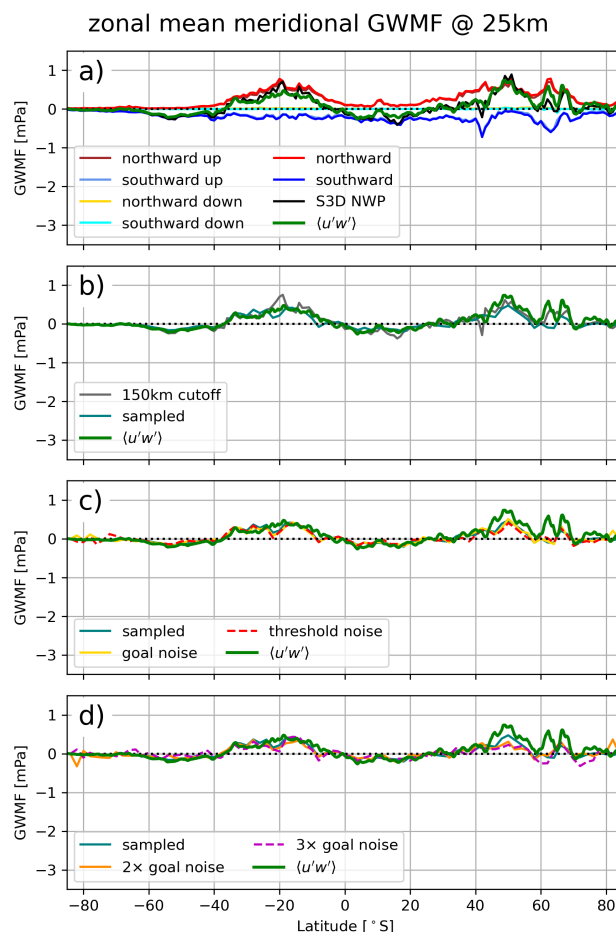 zonal mean meridional GWMF @ 25km
a)
GWMF [mPa]
1
0
−1
−2
−3
northward up
southward up
northward down
southward down
northward
southward
S3D NWP
⟨u′w′⟩
b)
GWMF [mPa]
1
0
−1
−2
−3
150km cutoff
sampled
⟨u′w′⟩
c)
GWMF [mPa]
1
0
−1
−2
−3
sampled
goal noise
threshold noise
⟨u′w′⟩
d)
GWMF [mPa]
1
0
−1
−2
−3
sampled
2× goal noise
3× goal noise
⟨u′w′⟩
−80 −60 −40 −20 0 20 40 60 80
Latitude [°S]